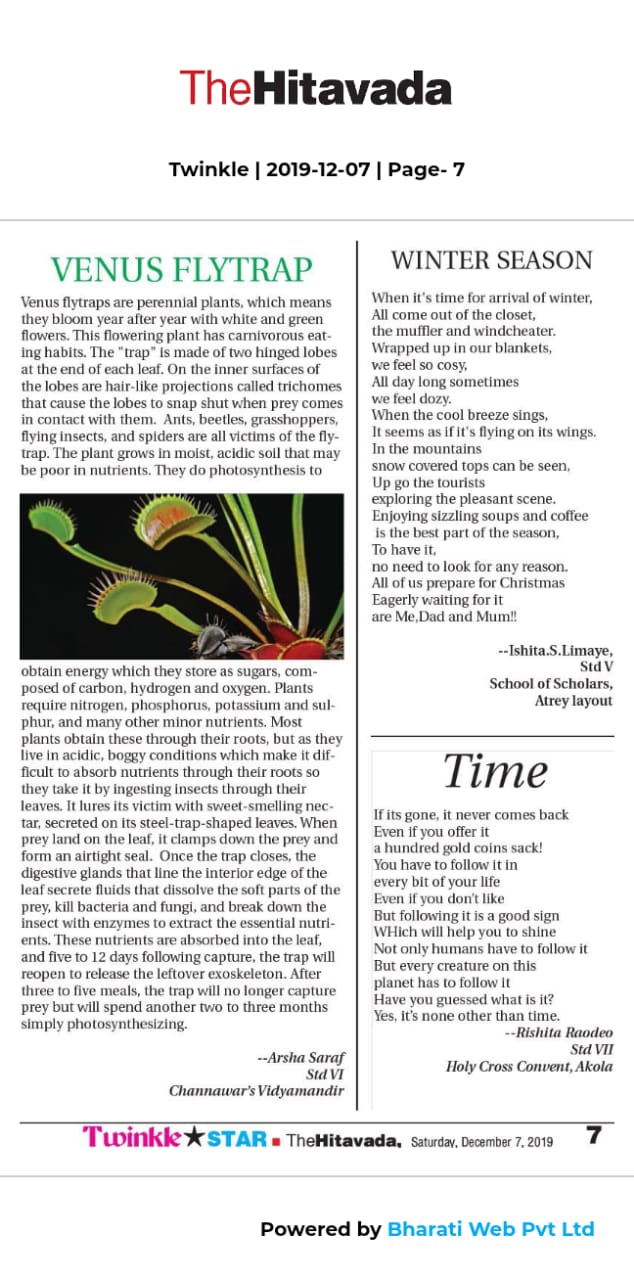 TheHitavada
Twinkle | 2019-12-07 | Page- 7
VENUS FLYTRAP
Venus flytraps are perennial plants, which means
they bloom year after year with white and green
flowers. This flowering plant has carnivorous eat-
ing habits. The "trap" is made of two hinged lobes
at the end of each leaf. On the inner surfaces of
the lobes are hair-like projections called trichomes
that cause the lobes to snap shut when prey comes
in contact with them.  Ants, beetles, grasshoppers,
flying insects, and spiders are all victims of the fly-
trap. The plant grows in moist, acidic soil that may
be poor in nutrients. They do photosynthesis to
obtain energy which they store as sugars, com-
posed of carbon, hydrogen and oxygen. Plants
require nitrogen, phosphorus, potassium and sul-
phur, and many other minor nutrients. Most
plants obtain these through their roots, but as they
live in acidic, boggy conditions which make it dif-
ficult to absorb nutrients through their roots so
they take it by ingesting insects through their
leaves. It lures its victim with sweet-smelling nec-
tar, secreted on its steel-trap-shaped leaves. When
prey land on the leaf, it clamps down the prey and
form an airtight seal.  Once the trap closes, the
digestive glands that line the interior edge of the
leaf secrete fluids that dissolve the soft parts of the
prey, kill bacteria and fungi, and break down the
insect with enzymes to extract the essential nutri-
ents. These nutrients are absorbed into the leaf,
and five to 12 days following capture, the trap will
reopen to release the leftover exoskeleton. After
three to five meals, the trap will no longer capture
prey but will spend another two to three months
simply photosynthesizing.
--Arsha Saraf
Std VI
Channawar's Vidyamandir
WINTER SEASON
When it's time for arrival of winter,
All come out of the closet,
the muffler and windcheater.
Wrapped up in our blankets,
we feel so cosy,
All day long sometimes
we feel dozy.
When the cool breeze sings,
It seems as if it's flying on its wings.
In the mountains
snow covered tops can be seen,
Up go the tourists
exploring the pleasant scene.
Enjoying sizzling soups and coffee
is the best part of the season,
To have it,
no need to look for any reason.
All of us prepare for Christmas
Eagerly waiting for it
are Me,Dad and Mum!!
--Ishita.S.Limaye,
Std V
School of Scholars,
Atrey layout
Time
If its gone, it never comes back
Even if you offer it
a hundred gold coins sack!
You have to follow it in
every bit of your life
Even if you don't like
But following it is a good sign
WHich will help you to shine
Not only humans have to follow it
But every creature on this
planet has to follow it
Have you guessed what is it?
Yes, it's none other than time.
--Rishita Raodeo
Std VII
Holy Cross Convent, Akola
Twinkle★STAR ■ TheHitavada, Saturday, December 7, 2019 7
Powered by Bharati Web Pvt Ltd